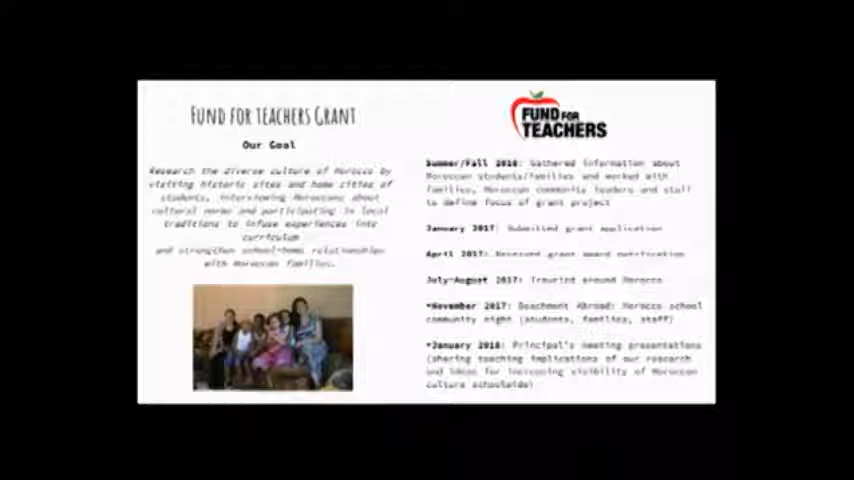 FUND FOR TEACHERS GRANT
Our Goal
Research the diverse culture of Morocco by
visiting historic sites and home cities of
students, interviewing Moroccans about
cultural norms and participating in local
traditions to infuse experiences into
curriculum
and strengthen school-home relationships
with Moroccan families.
FUND FOR
TEACHERS
Summer/Fall 2016: Gathered information about
Moroccan students/families and worked with
families, Moroccan community leaders and staff
to define focus of grant project
January 2017: Submitted grant application
April 2017: Received grant award notification
July-August 2017: Traveled around Morocco
*November 2017: Beachmont Abroad: Morocco school
community night (students, families, staff)
*January 2018: Principal's meeting presentations
(sharing teaching implications of our research
and ideas for increasing visibility of Moroccan
culture schoolwide)